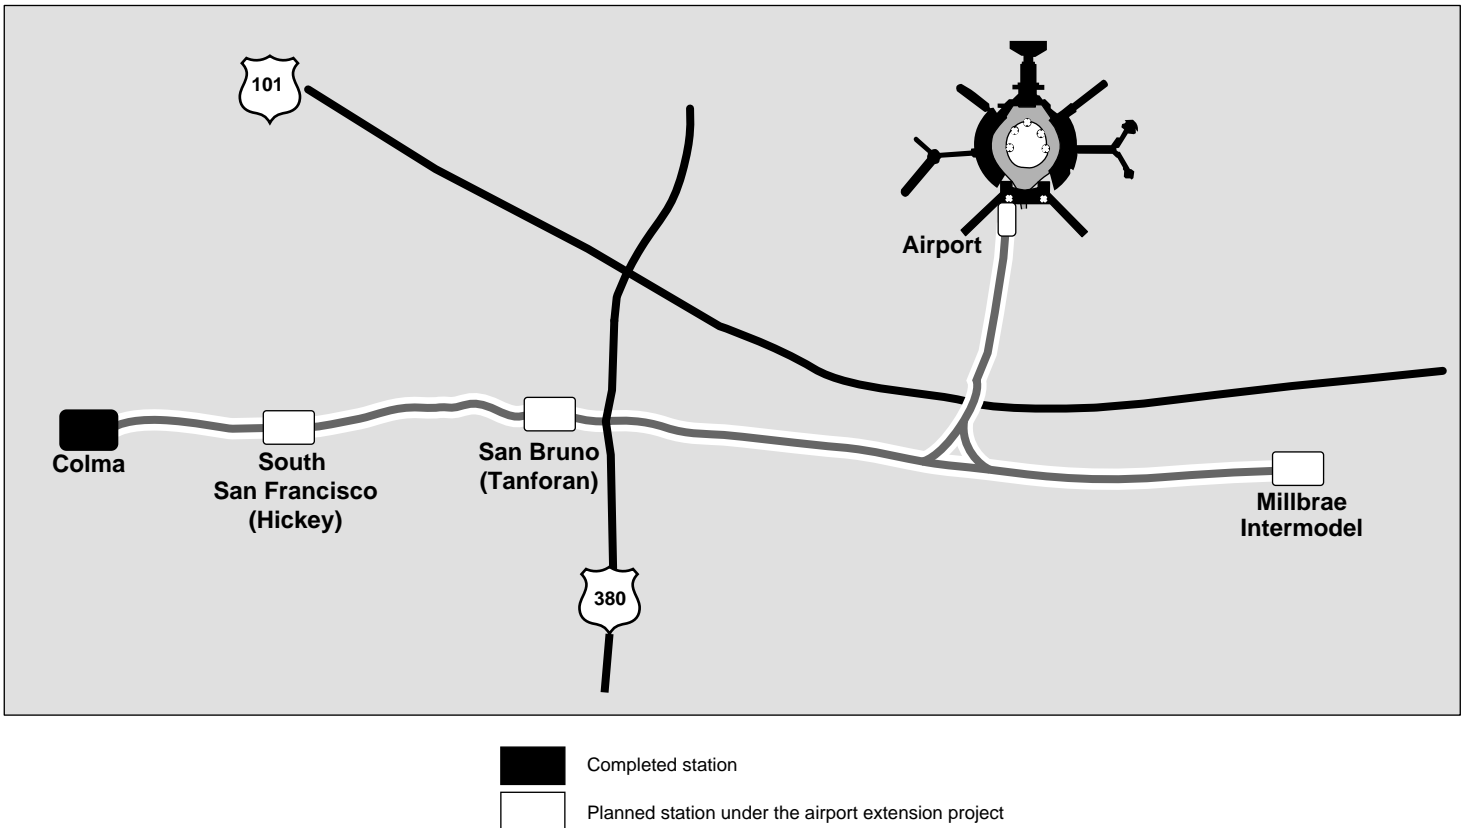 101
Airport
Colma
South
San Francisco
(Hickey)
San Bruno
(Tanforan)
Millbrae
Intermodel
380
Completed station
Planned station under the airport extension project